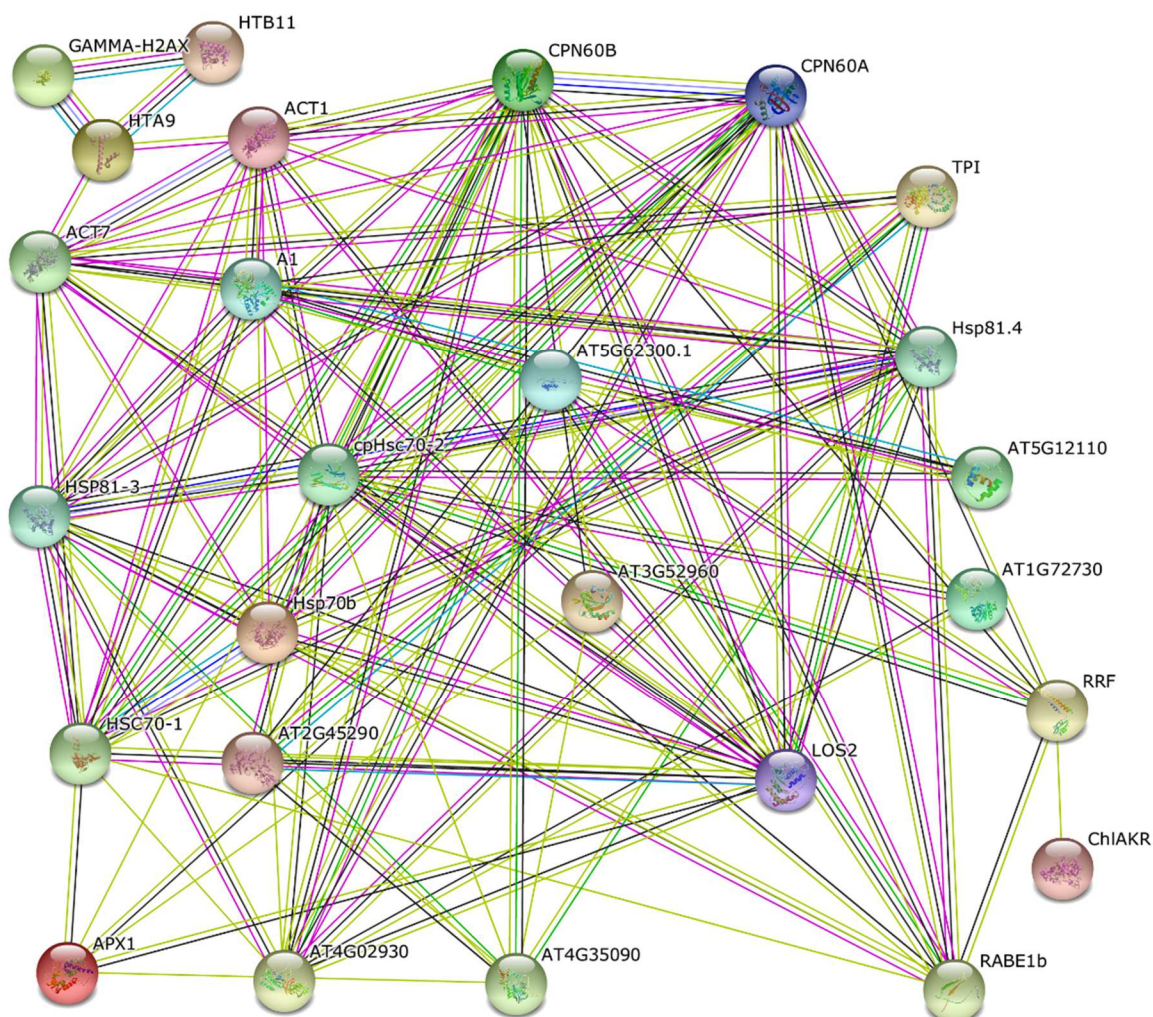 HTB11
GAMMA-H2AX
CPN60B
CPN60A
ACT1
HTA9
TPI
ACT7
A1
Hsp81.4
AT5G62300.1
cpHsc70-2
AT5G12110
HSP81-3
AT3G52960
AT1G72730
Hsp70b
RRF
HSC70-1
AT2G45290
LOS2
ChlAKR
APX1
AT4G02930
AT4G35090
RABE1b